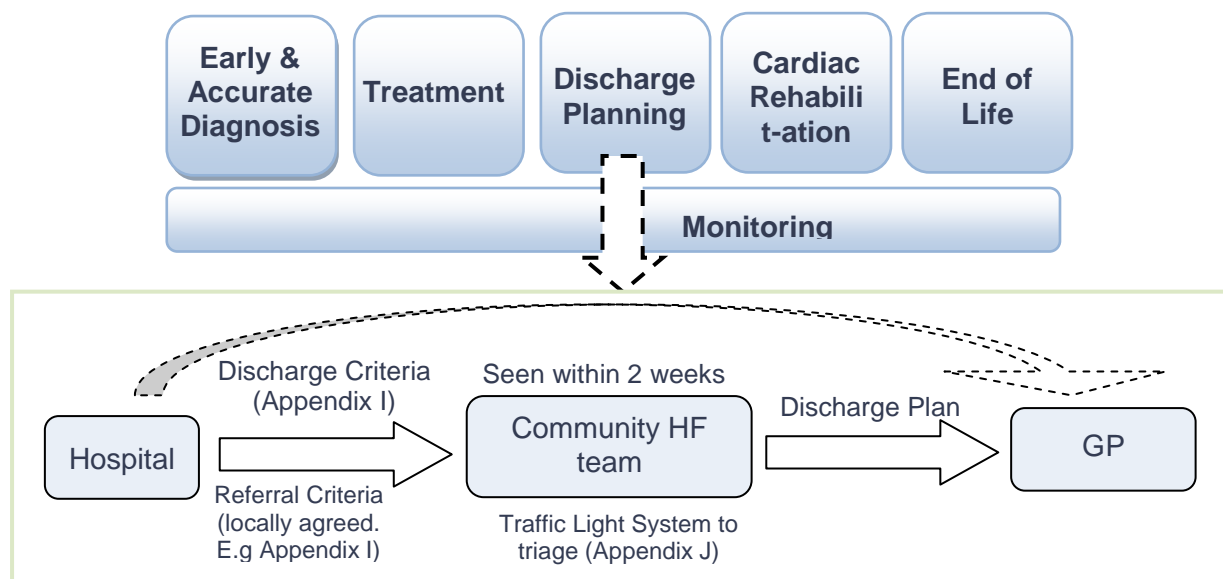 Early &
Accurate
Diagnosis
Treatment
Discharge
Planning
Cardiac
Rehabili
t-ation
End of
Life
Monitoring
Discharge Criteria
(Appendix I)
Seen within 2 weeks
Discharge Plan
Hospital
Community HF
team
GP
Referral Criteria
(locally agreed.
E.g Appendix I)
Traffic Light System to
triage (Appendix J)